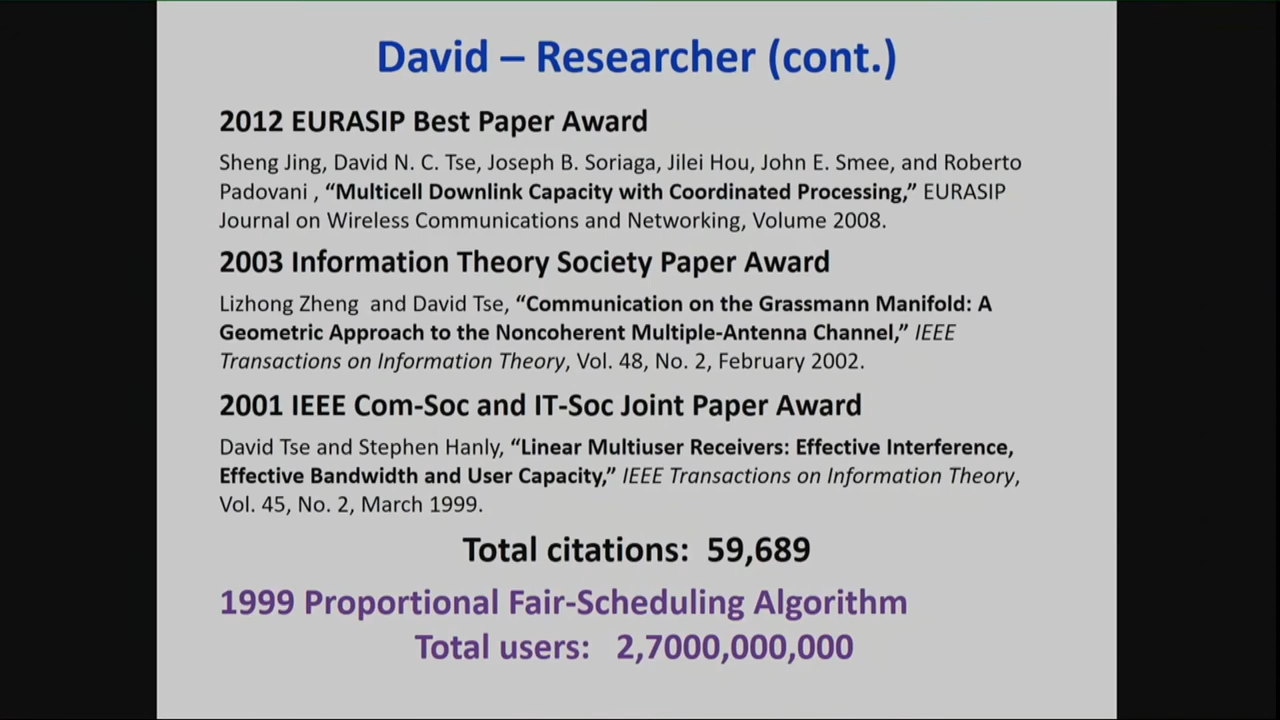 David – Researcher (cont.)
2012 EURASIP Best Paper Award
Sheng Jing, David N. C. Tse, Joseph B. Soriaga, Jilei Hou, John E. Smee, and Roberto
Padovani , “Multicell Downlink Capacity with Coordinated Processing,” EURASIP
Journal on Wireless Communications and Networking, Volume 2008.
2003 Information Theory Society Paper Award
Lizhong Zheng and David Tse, “Communication on the Grassmann Manifold: A
Geometric Approach to the Noncoherent Multiple-Antenna Channel,” IEEE
Transactions on Information Theory, Vol. 48, No. 2, February 2002.
2001 IEEE Com-Soc and IT-Soc Joint Paper Award
David Tse and Stephen Hanly, “Linear Multiuser Receivers: Effective Interference,
Effective Bandwidth and User Capacity,” IEEE Transactions on Information Theory,
Vol. 45, No. 2, March 1999.
Total citations: 59,689
1999 Proportional Fair-Scheduling Algorithm
Total users: 2,7000,000,000